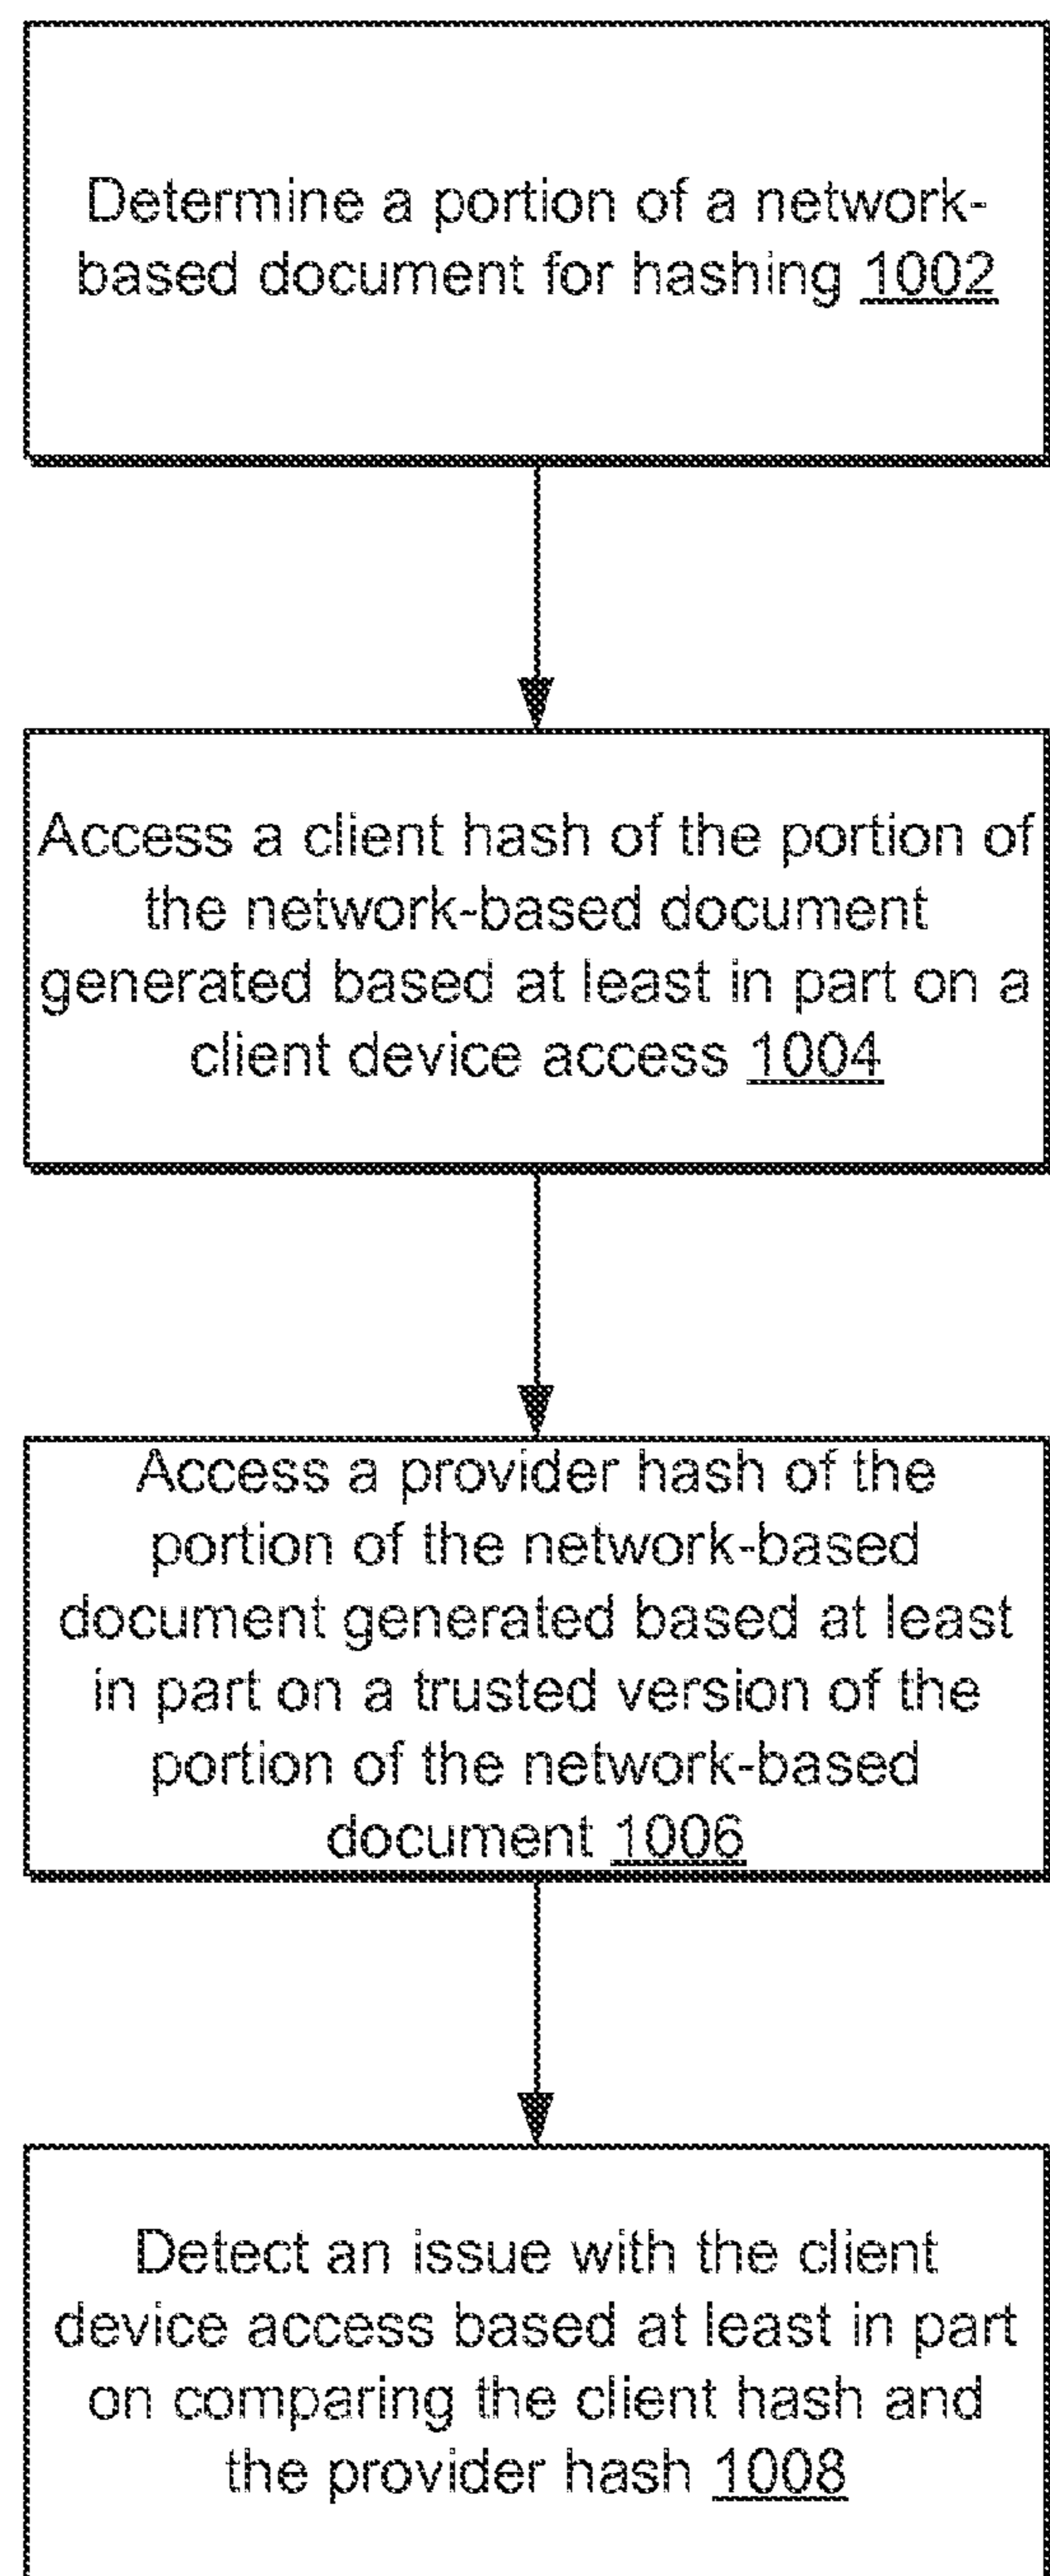 Determine a portion of a network-
based document for hashing 1002
Access a client hash of the portion of
the network-based document
generated based at least in part on a
client device access 1004
Access a provider hash of the
portion of the network-based
document generated based at least
in part on a trusted version of the
portion of the network-based
document 1006
Detect an issue with the client
device access based at least in part
on comparing the client hash and
the provider hash 1008